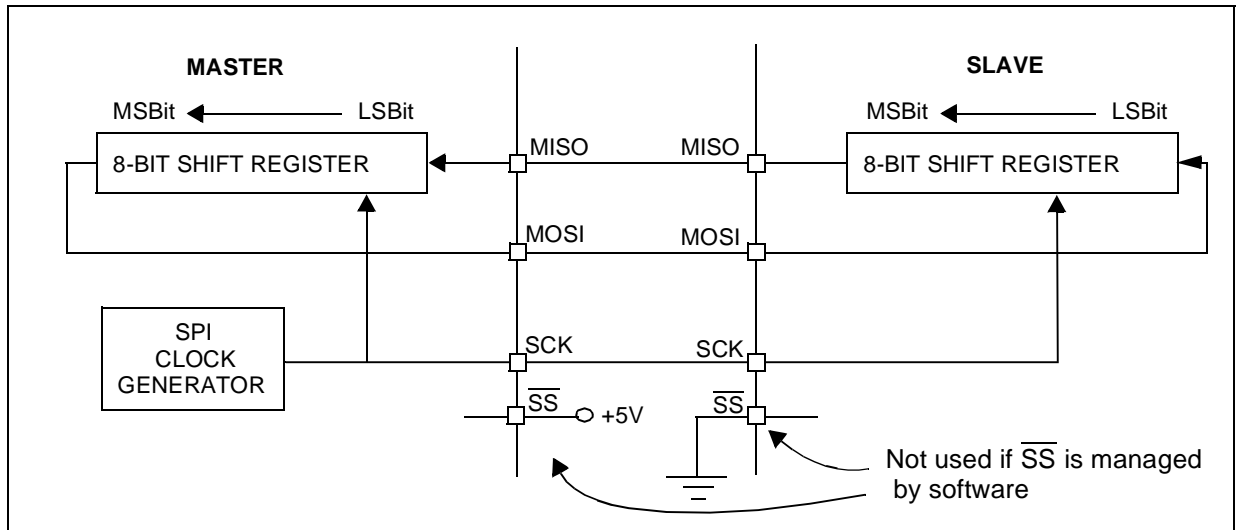 MASTER
SLAVE
MSBit
LSBit
MSBit
LSBit
8-BIT SHIFT REGISTER
MISO
MISO
8-BIT SHIFT REGISTER
MOSI
MOSI
SPI
CLOCK
GENERATOR
SCK
SCK
SS
+5V
SS
Not used if SS is managed
by software